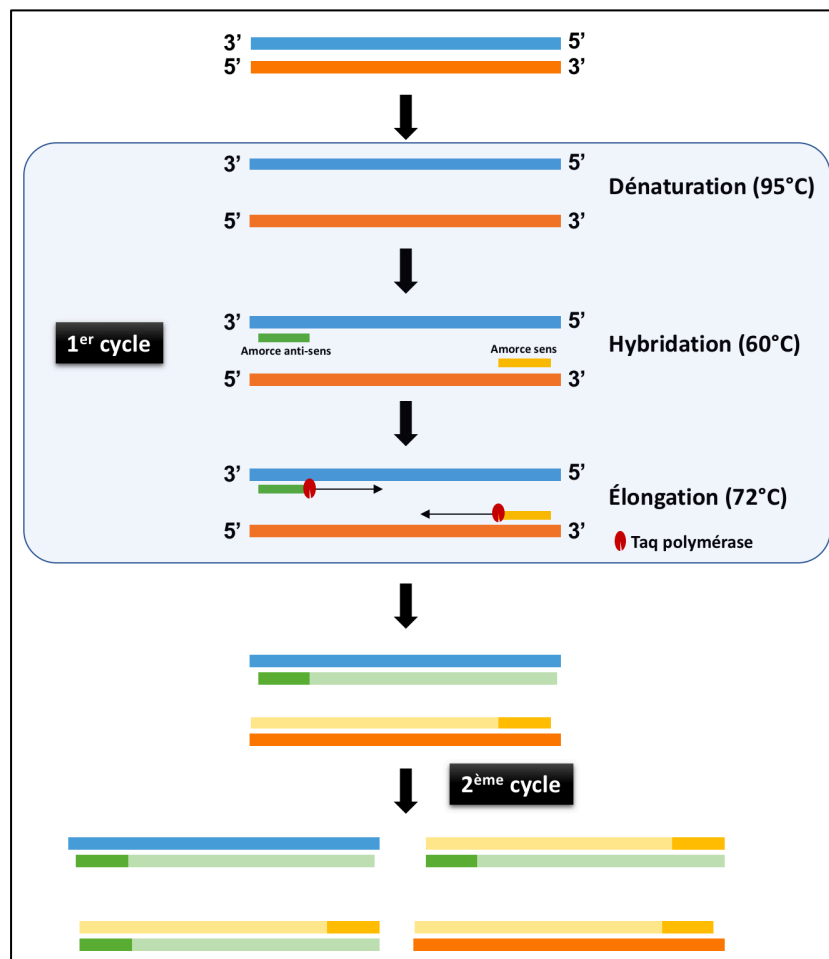 3’ 5’
5’ 3’
3’ 5’
Dénaturation (95°C)
5’ 3’
1er cycle
3’ 5’
Amorce anti-sens
Hybridation (60°C)
Amorce sens
5’ 3’
3’ 5’
Élongation (72°C)
5’ 3’
Taq polymérase
2ème cycle